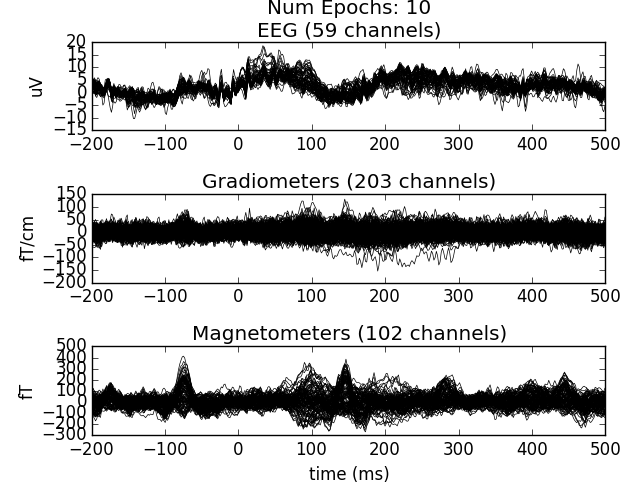 Num Epochs: 10
EEG (59 channels)
20
15
10
5
0
−5
−10
−15
uV
−200 −100 0 100 200 300 400 500
Gradiometers (203 channels)
150
100
50
0
−50
−100
−150
−200
fT/cm
−200 −100 0 100 200 300 400 500
Magnetometers (102 channels)
500
400
300
200
100
0
−100
−200
−300
fT
−200 −100 0 100 200 300 400 500
time (ms)